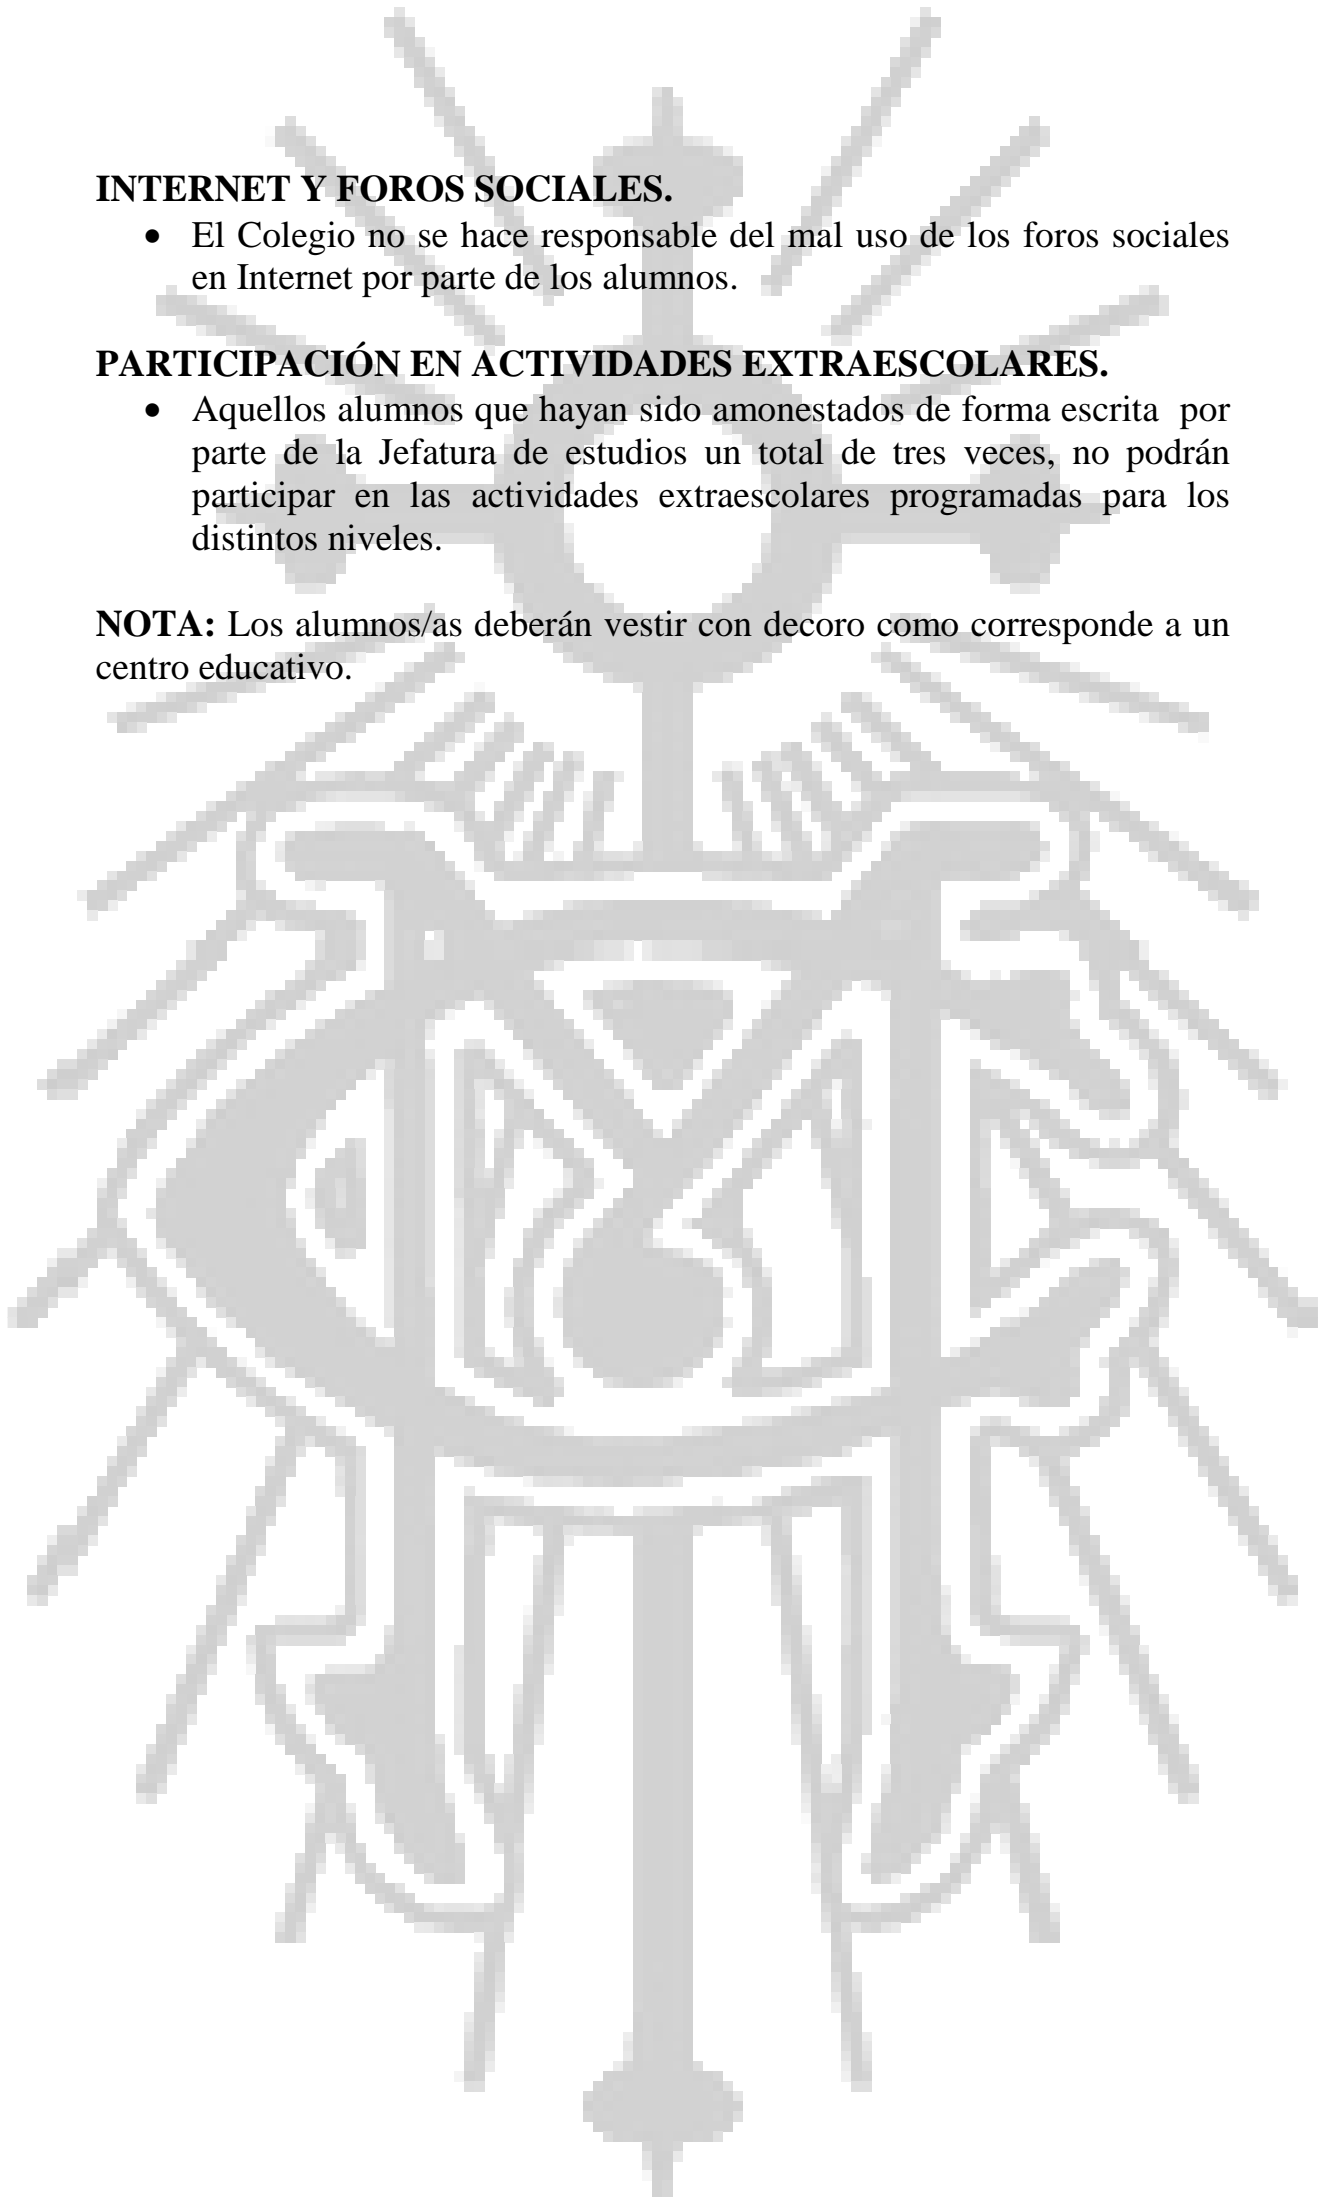 INTERNET Y FOROS SOCIALES.
• El Colegio no se hace responsable del mal uso de los foros sociales
en Internet por parte de los alumnos.
PARTICIPACIÓN EN ACTIVIDADES EXTRAESCOLARES.
• Aquellos alumnos que hayan sido amonestados de forma escrita  por
parte de la Jefatura de estudios un total de tres veces, no podrán
participar en las actividades extraescolares programadas para los
distintos niveles.
NOTA: Los alumnos/as deberán vestir con decoro como corresponde a un
centro educativo.